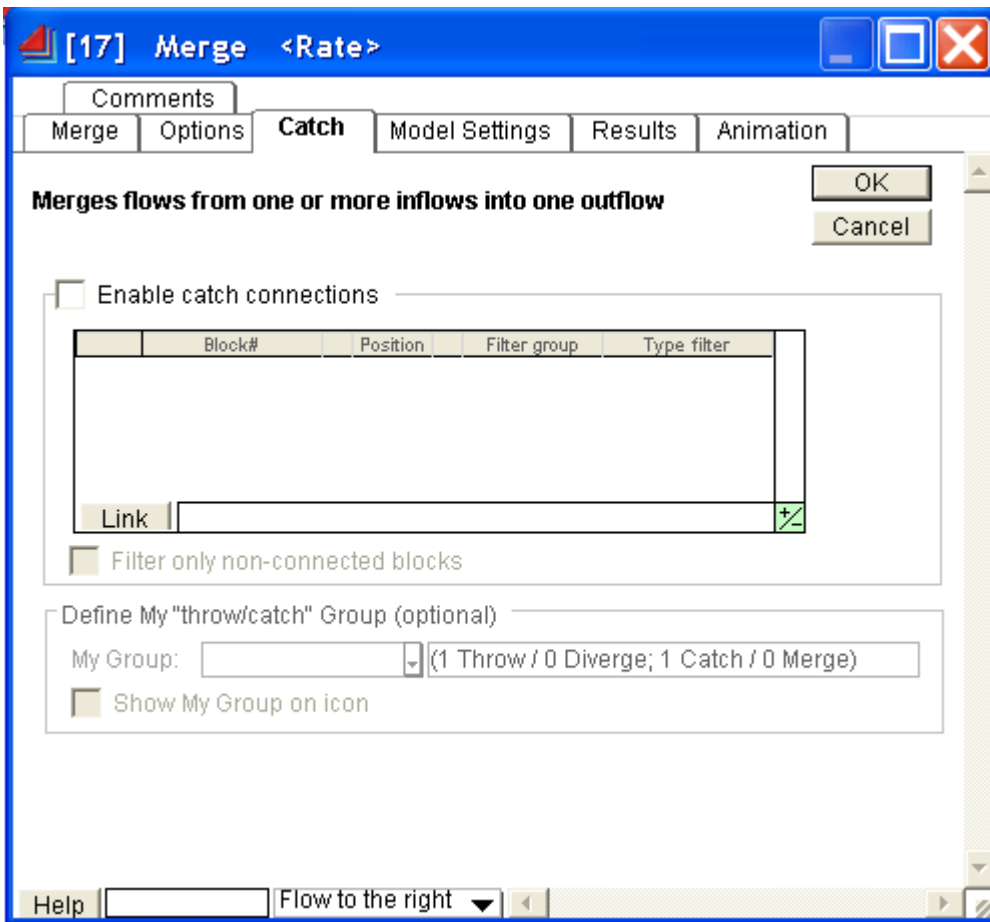 [17] Merge <Rate>
Comments
Merge Options Catch Model Settings Results Animation
OK
Merges flows from one or more inflows into one outflow
Cancel
Enable catch connections
Block# Position Filter group Type filter
Link +/-
Filter only non-connected blocks
Define My "throw/catch" Group (optional)
My Group: (1 Throw / 0 Diverge; 1 Catch / 0 Merge)
Show My Group on icon
Help Flow to the right